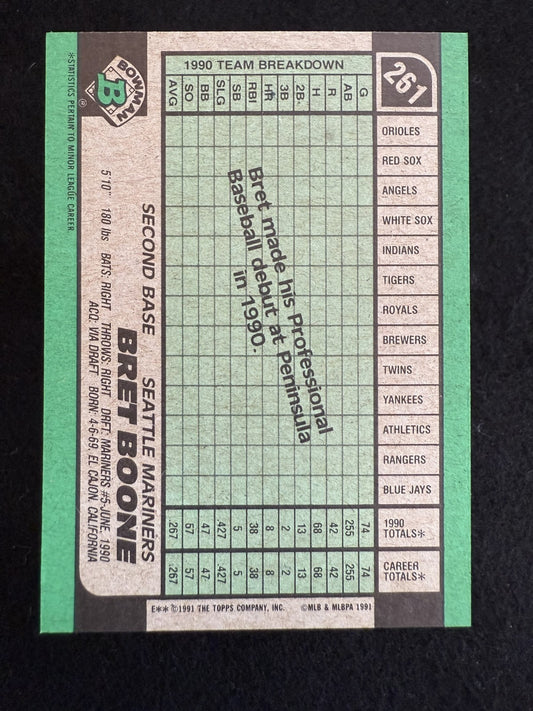 261
BOWMAN
B
®
BRET BOONE
SEATTLE MARINERS
SECOND BASE
5'10" 180 lbs BATS: RIGHT THROWS: RIGHT DRFT: MARINERS #5-JUNE, 1990
ACQ: VIA DRAFT BORN: 4-6-69, EL CAJON, CALIFORNIA
*STATISTICS PERTAIN TO MINOR LEAGUE CAREER.
1990 TEAM BREAKDOWN
G AB R H 2B 3B HR RBI SB SLG BB SO AVG
ORIOLES
RED SOX
ANGELS
WHITE SOX
INDIANS
TIGERS
ROYALS
BREWERS
TWINS
YANKEES
ATHLETICS
RANGERS
BLUE JAYS
1990 TOTALS* 74 255 42 68 13 2 8 38 5 .427 47 57 .267
CAREER TOTALS* 74 255 42 68 13 2 8 38 5 .427 47 57 .267
Bret made his Professional
Baseball debut at Peninsula
in 1990.
E** ©1991 THE TOPPS COMPANY, INC. ©MLB & MLBPA 1991